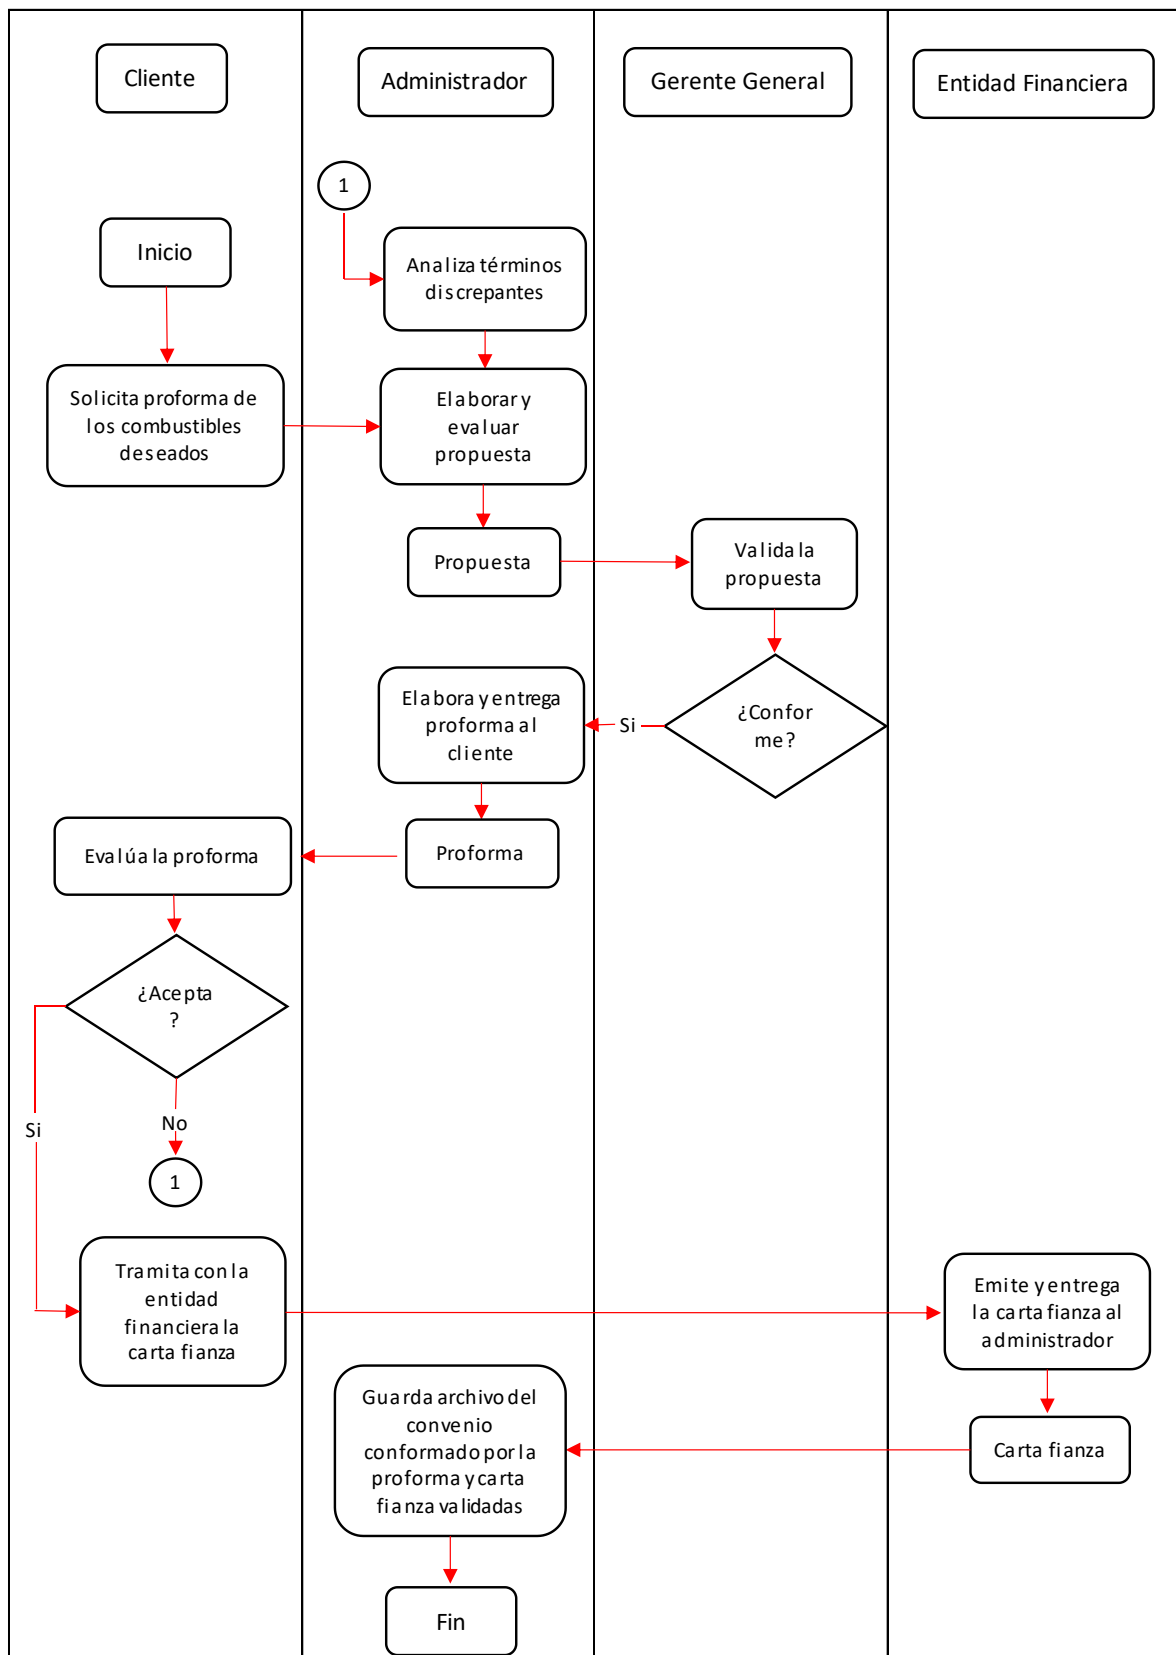 Cliente
Administrador
Gerente General
Entidad Financiera
1
Inicio
Analiza términos
discrepantes
Solicita proforma de
los combustibles
deseados
Elaborar y
evaluar
propuesta
Propuesta
Valida la
propuesta
¿Confor
me?
Si
Elabora y entrega
proforma al
cliente
Proforma
Evalúa la proforma
¿Acepta
?
Si
No
1
Tramita con la
entidad
financiera la
carta fianza
Emite y entrega
la carta fianza al
administrador
Carta fianza
Guarda archivo del
convenio
conformado por la
proforma y carta
fianza validadas
Fin